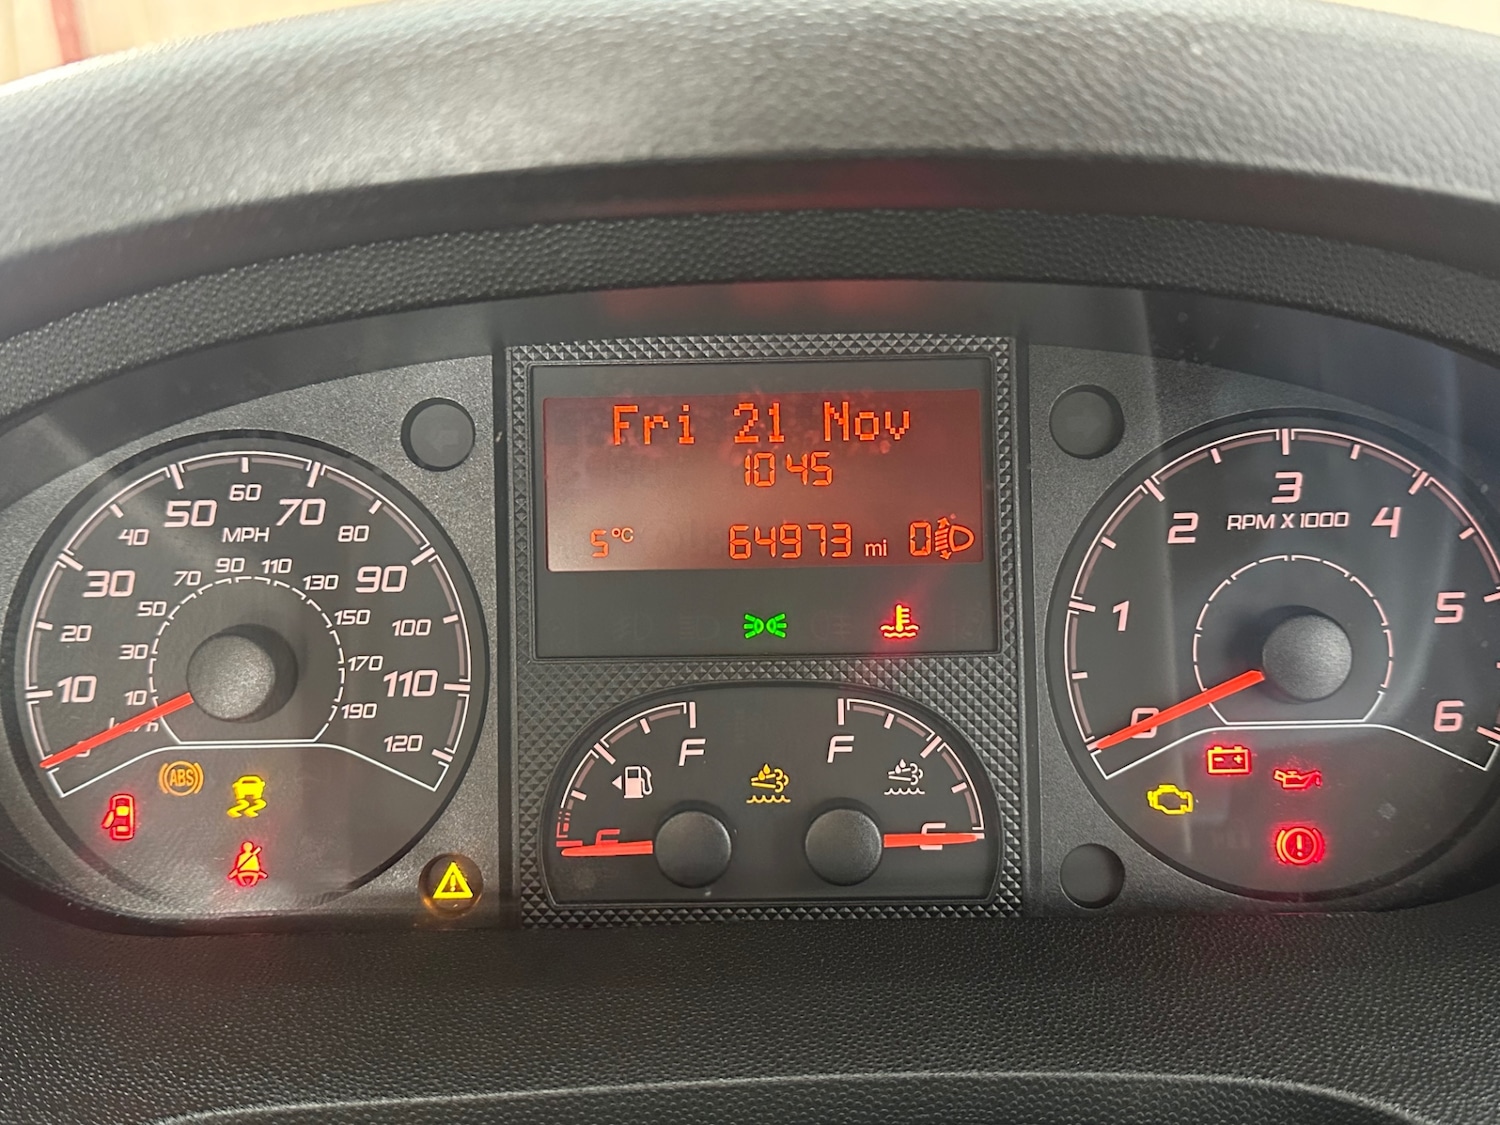 Fri 21 Nov
10 45
5°C 64973 mi 0
10 20 30 40 50 60 70 80 90 100 110 120
MPH
10 30 50 70 90 110 130 150 170 190
ABS
F
F
0 1 2 3 4 5 6
RPM X 1000